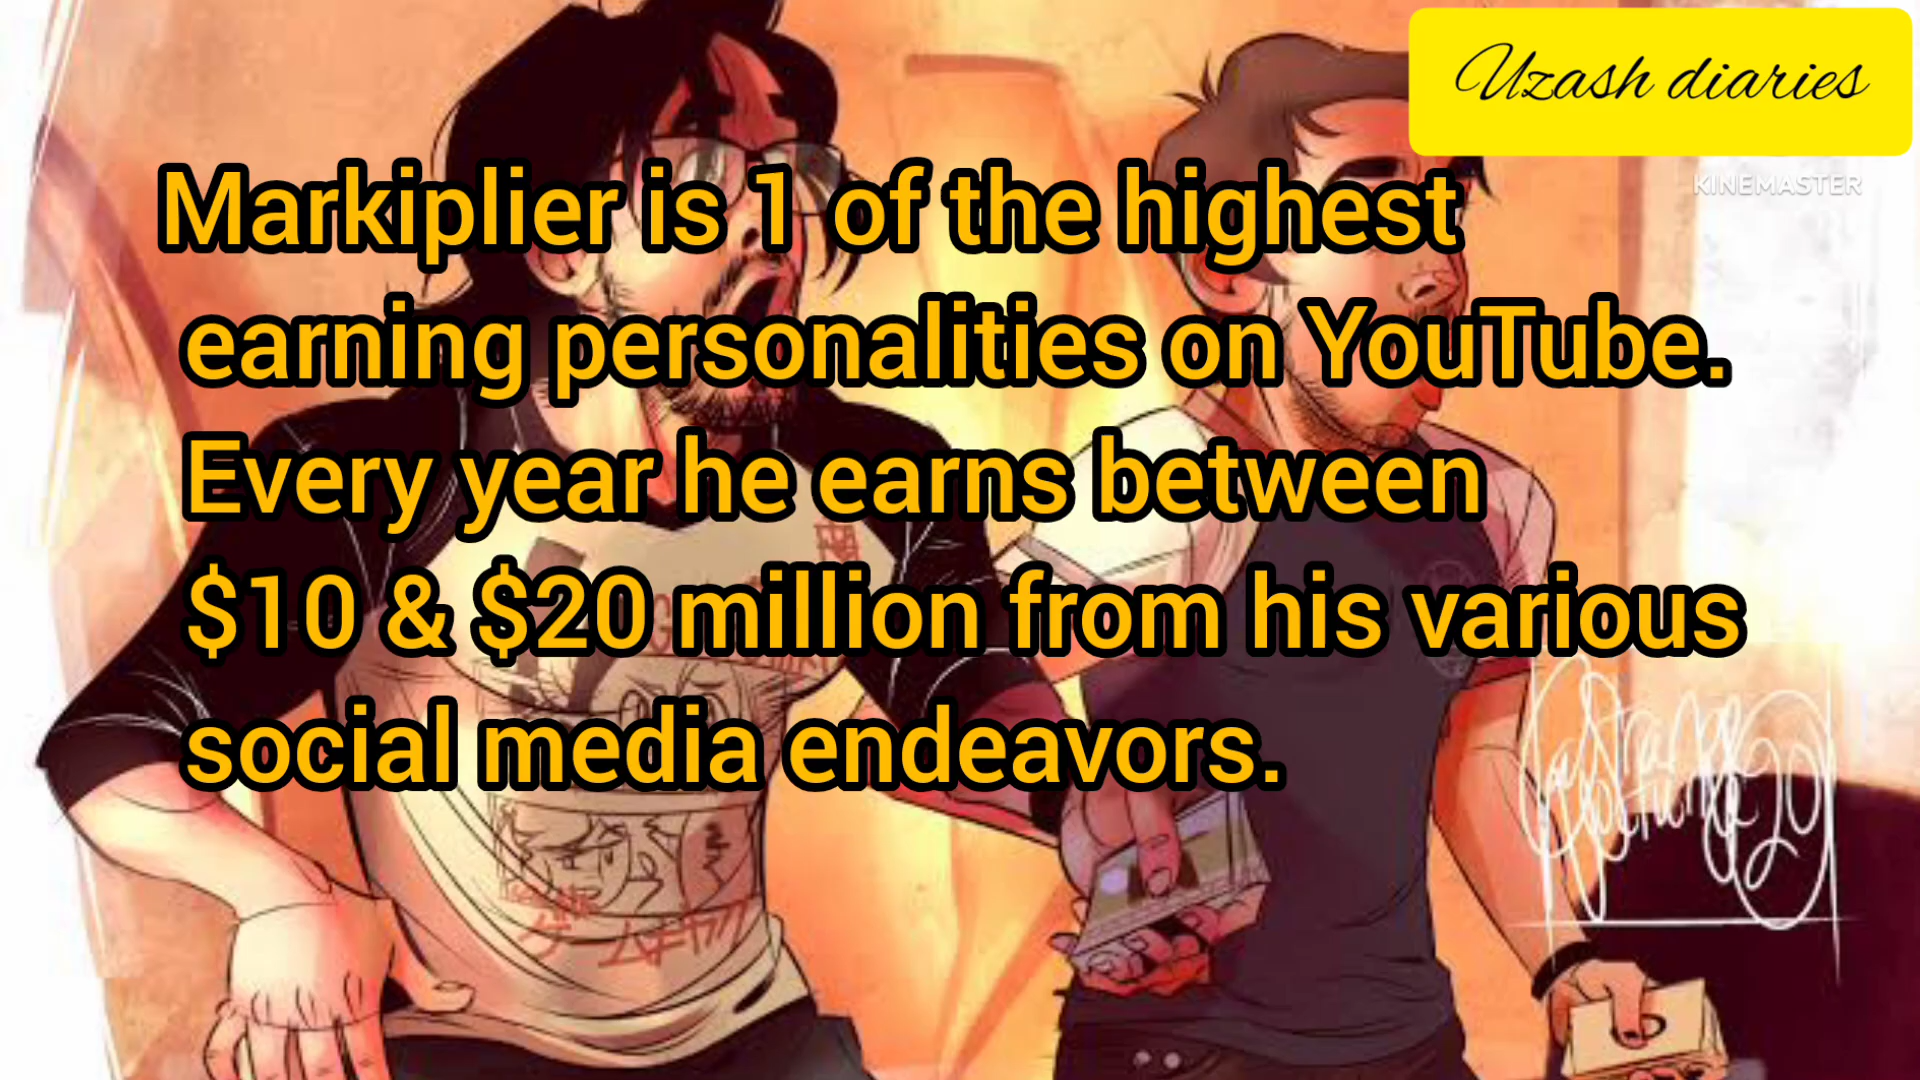 Uzash diaries
KINEMASTER
Markiplier is 1 of the highest
earning personalities on YouTube.
Every year he earns between
$10 & $20 million from his various
social media endeavors.